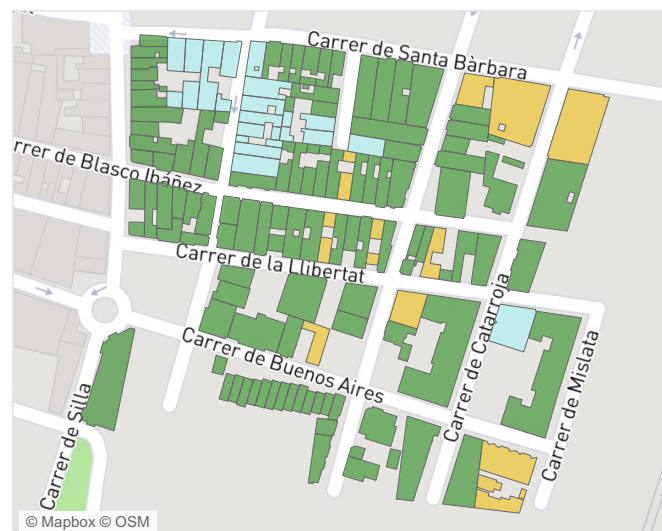 Carrer de Santa Bàrbara
rrer de Blasco Ibáñez
Carrer de la Llibertat
Carrer de Buenos Aires
Carrer de Catarroja
Carrer de Mislata
Carrer de Silla
© Mapbox © OSM